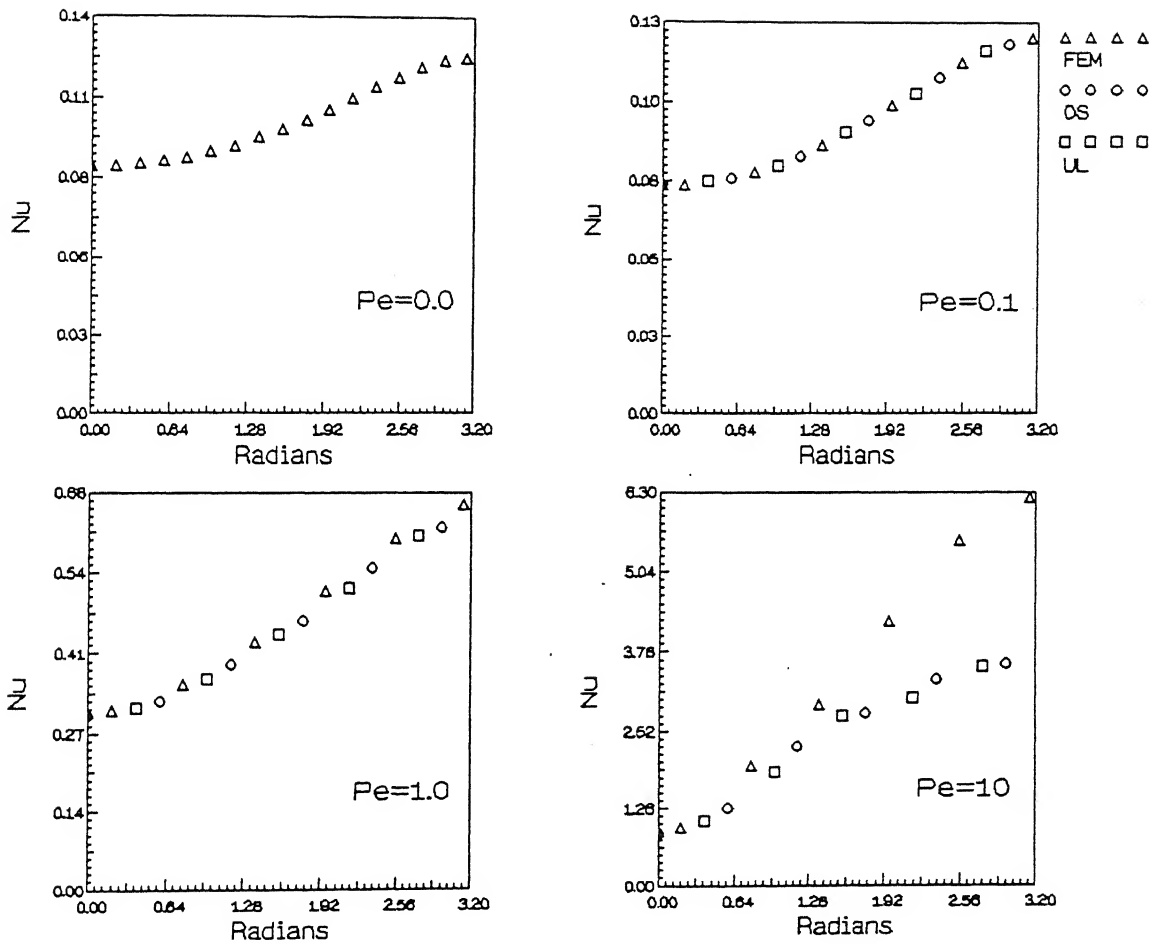 0.14
0.11
0.08
0.06
0.03
0.00
Nu
Pe=0.0
0.00 0.64 1.28 1.92 2.56 3.20
Radians
0.13
0.10
0.08
0.05
0.03
0.00
Nu
Pe=0.1
0.00 0.64 1.28 1.92 2.56 3.20
Radians
FEM
OS
UL
0.68
0.54
0.41
0.27
0.14
0.00
Nu
Pe=1.0
0.00 0.64 1.28 1.92 2.56 3.20
Radians
6.30
5.04
3.78
2.52
1.26
0.00
Nu
Pe=10
0.00 0.64 1.28 1.92 2.56 3.20
Radians